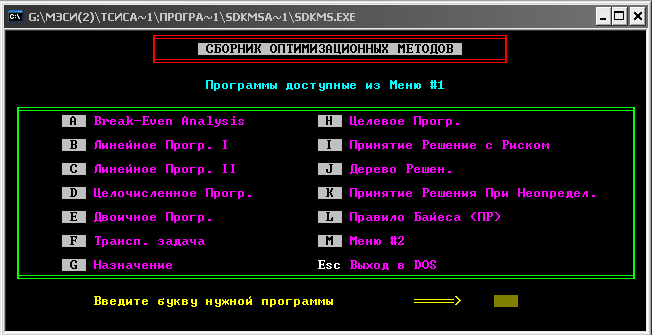 G:\МЭСИ(2)\ТСИСА~1\ПРОГРА~1\SDKMSA~1\SDKMS.EXE
СБОРНИК ОПТИМИЗАЦИОННЫХ МЕТОДОВ
Программы доступные из Меню #1
A Break-Even Analysis H Целевое Прогр.
B Линейное Прогр. I I Принятие Решение с Риском
C Линейное Прогр. II J Дерево Решен.
D Целочисленное Прогр. K Принятие Решения При Неопредел.
E Двоичное Прогр. L Правило Байеса (ПР)
F Трансп. задача M Меню #2
G Назначение Esc Выход в DOS
Введите букву нужной программы ====>